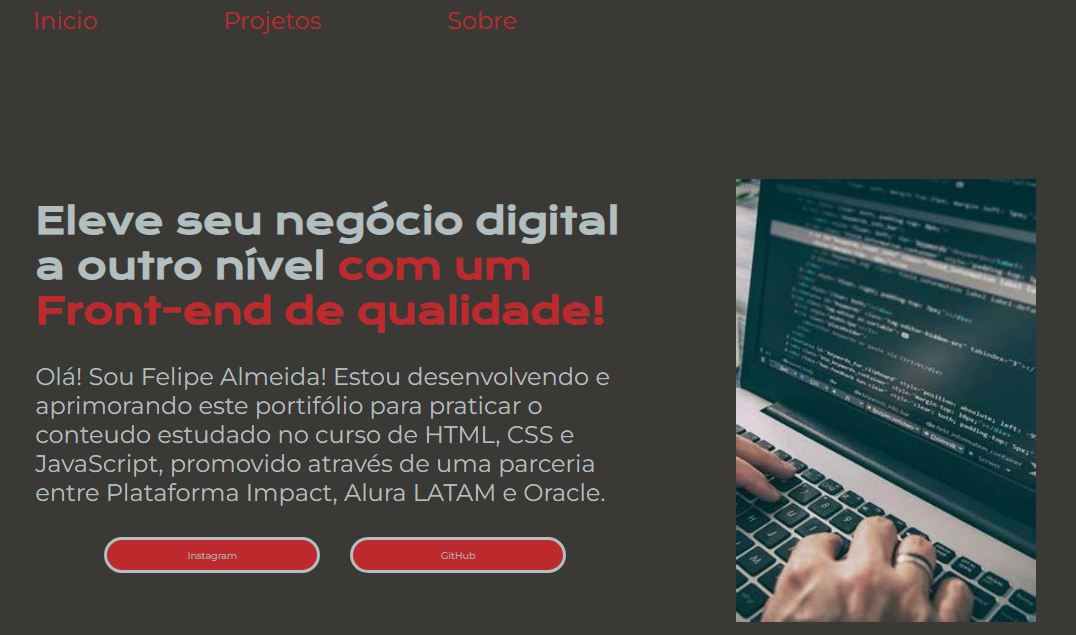 Inicio Projetos Sobre
Eleve seu negócio digital
a outro nível com um
Front-end de qualidade!
Olá! Sou Felipe Almeida! Estou desenvolvendo e
aprimorando este portifólio para praticar o
conteudo estudado no curso de HTML, CSS e
JavaScript, promovido através de uma parceria
entre Plataforma Impact, Alura LATAM e Oracle.
Instagram GitHub